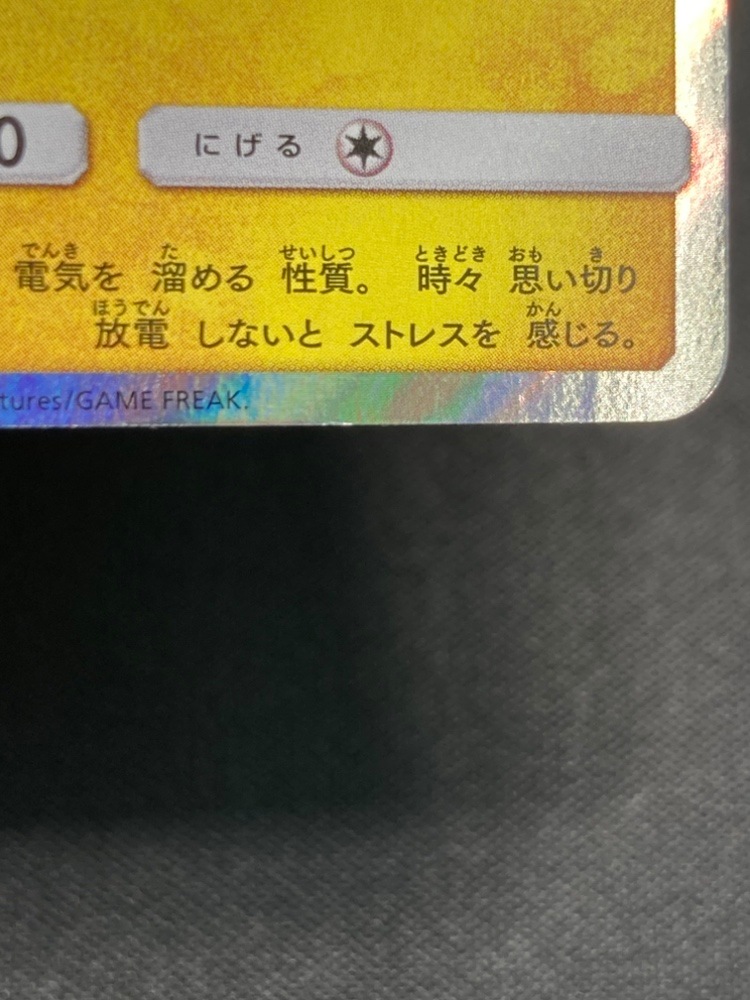 0
にげる
電気を 溜める 性質。 時々 思い切り
放電 しないと ストレスを 感じる。
tures/GAME FREAK.